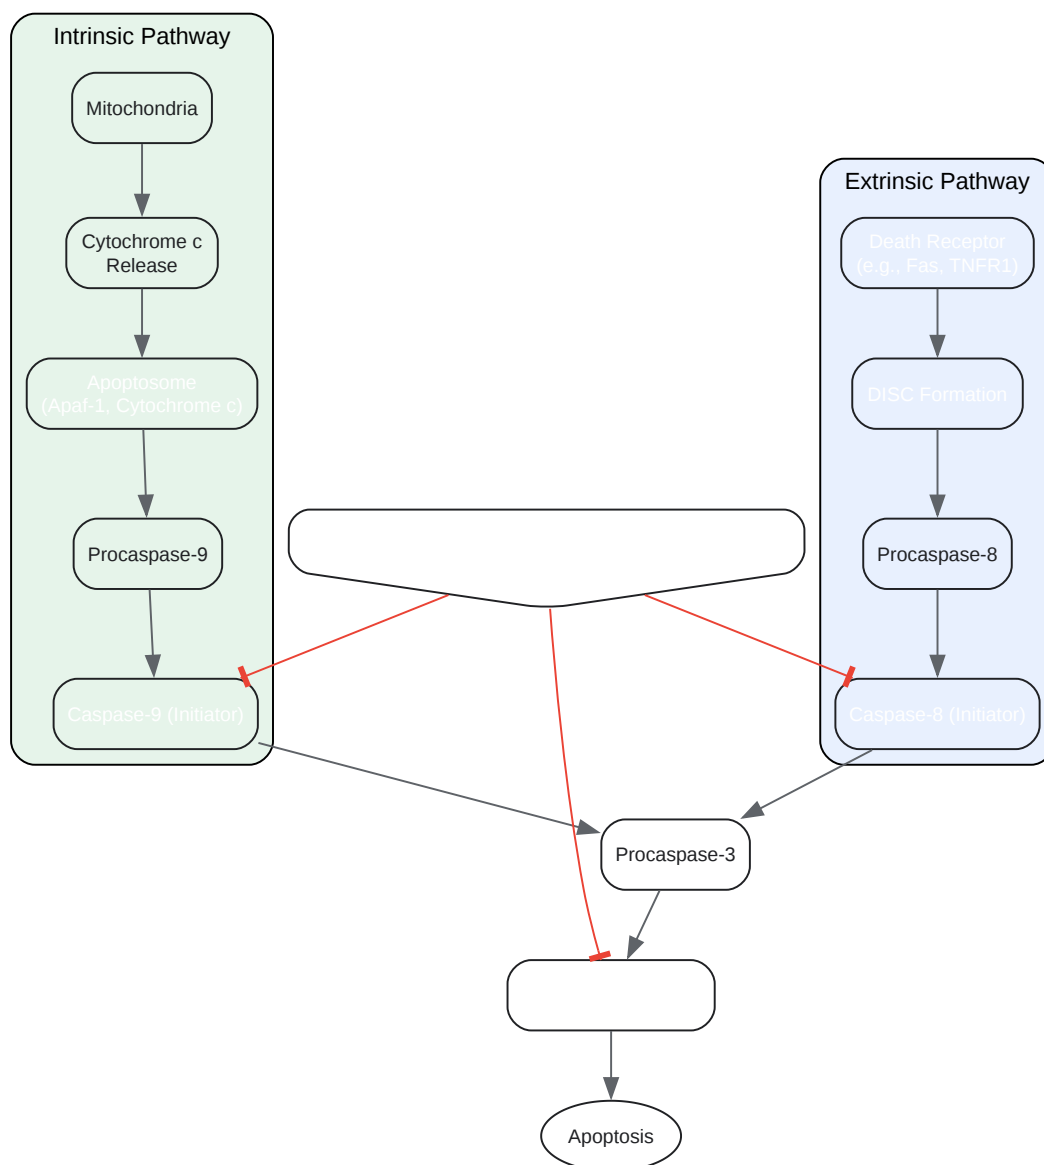 Intrinsic Pathway
Mitochondria
Cytochrome c
Release
Apoptosome
(Apaf-1, Cytochrome c)
Procaspase-9
Caspase-9 (Initiator)
Extrinsic Pathway
Death Receptor
(e.g., Fas, TNFR1)
DISC Formation
Procaspase-8
Caspase-8 (Initiator)
Procaspase-3
Apoptosis